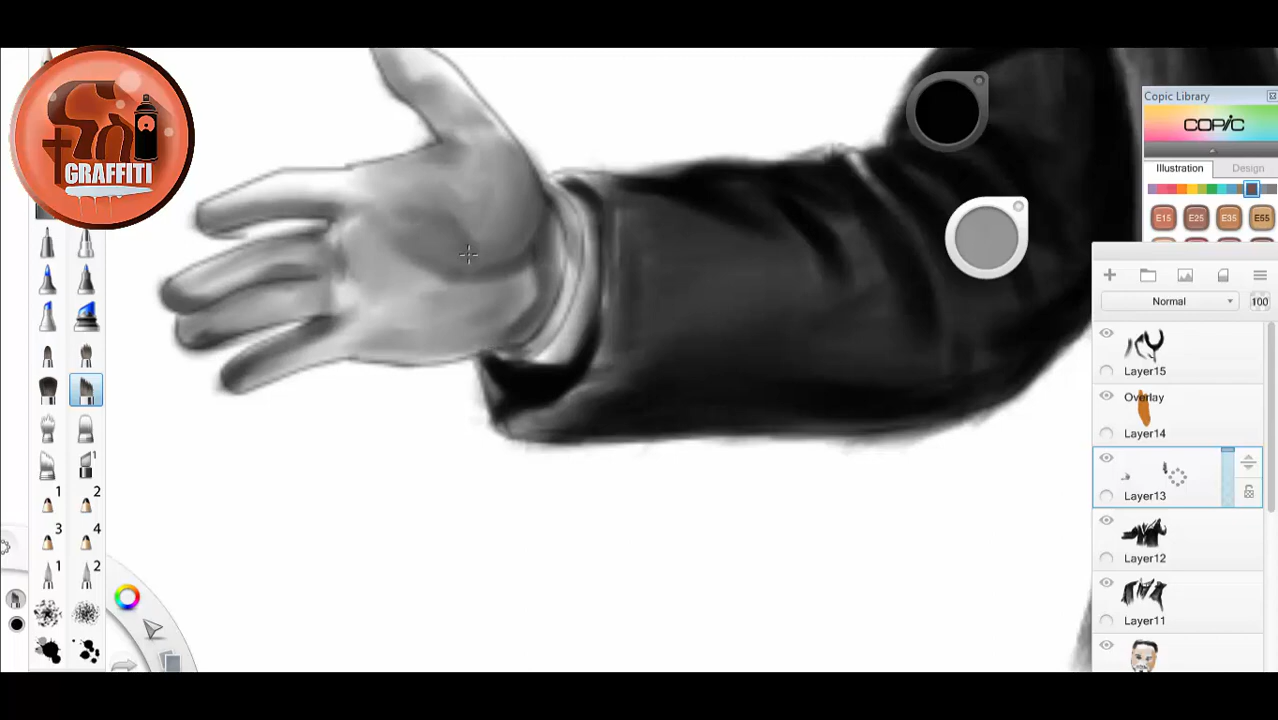 GRAFFITI
Copic Library
COPIC
Illustration
Design
E15
E25
E35
E55
Normal
100
Layer15
Overlay
Layer14
Layer13
Layer12
Layer11
1
1
2
3
4
1
2